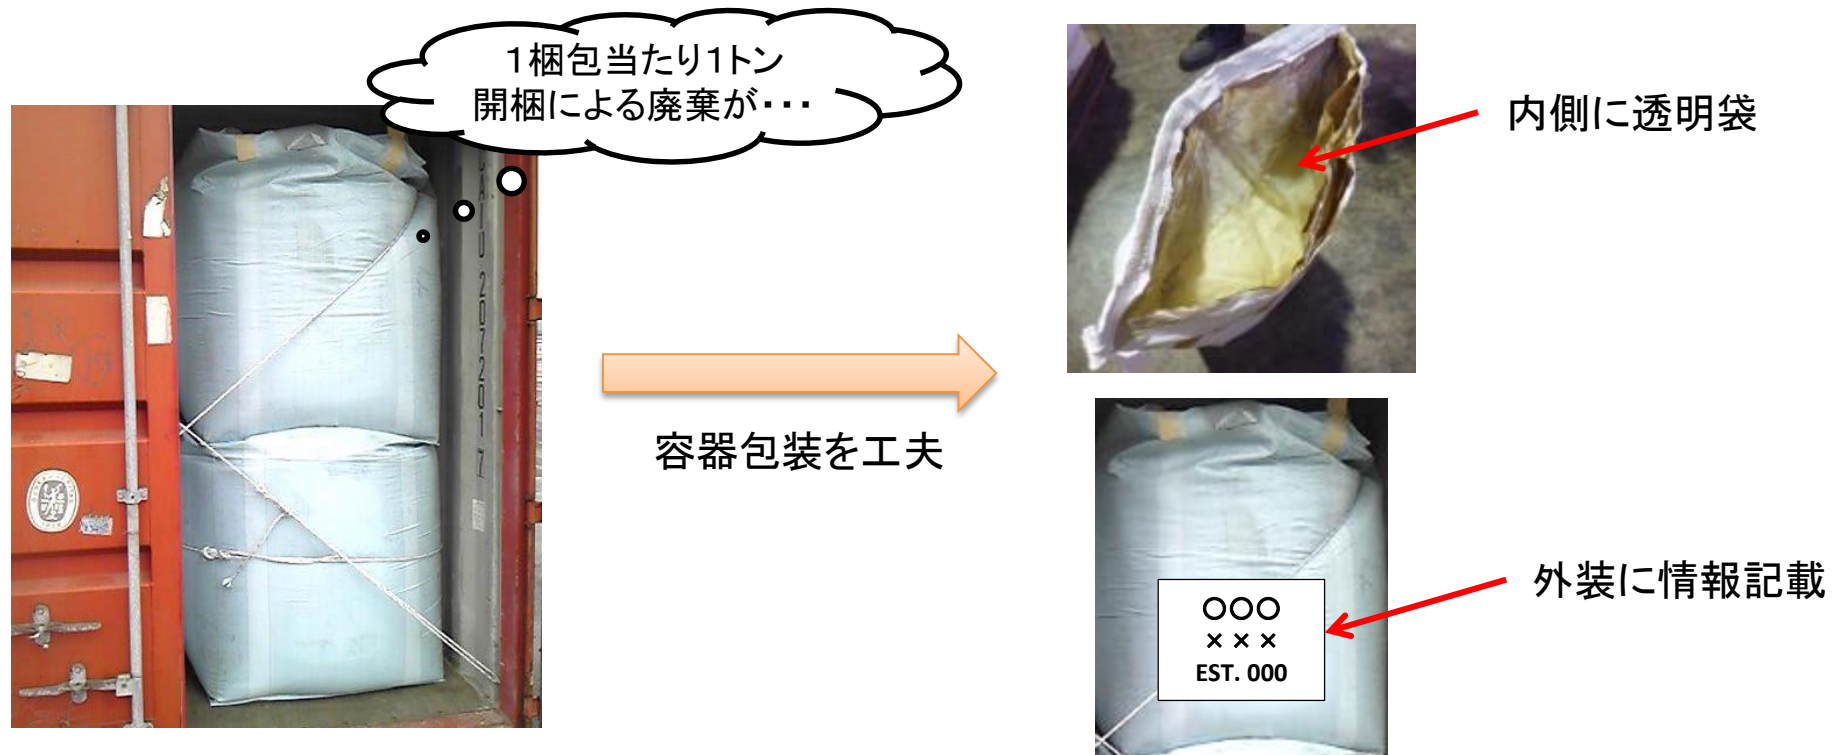 １梱包当たり１トン
開梱による廃棄が・・・
内側に透明袋
容器包装を工夫
外装に情報記載
○○○
×××
EST. 000
2072017